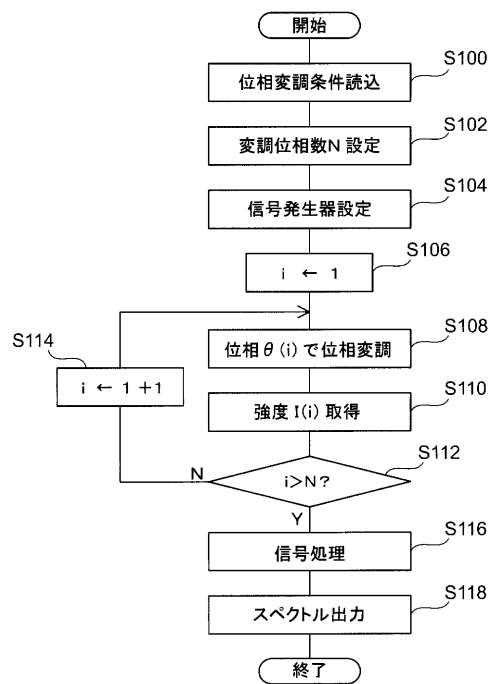 開始
位相変調条件読込
S100
変調位相数N 設定
S102
信号発生器設定
S104
i ← 1
S106
位相θ(i)で位相変調
S108
S114
i ← 1 +1
強度 I(i) 取得
S110
i>N?
S112
N
Y
信号処理
S116
スペクトル出力
S118
終了